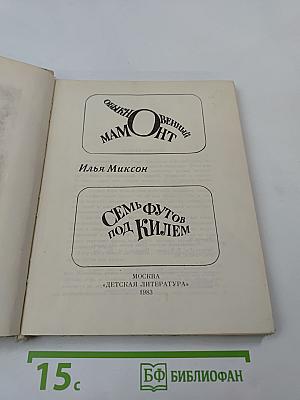 ОБЫКНОВЕННЫЙ
МАМОНТ
Илья Миксон
СЕМЬ ФУТОВ
ПОД КИЛЕМ
МОСКВА
«ДЕТСКАЯ ЛИТЕРАТУРА»
1983
15с
БФ БИБЛИОФАН